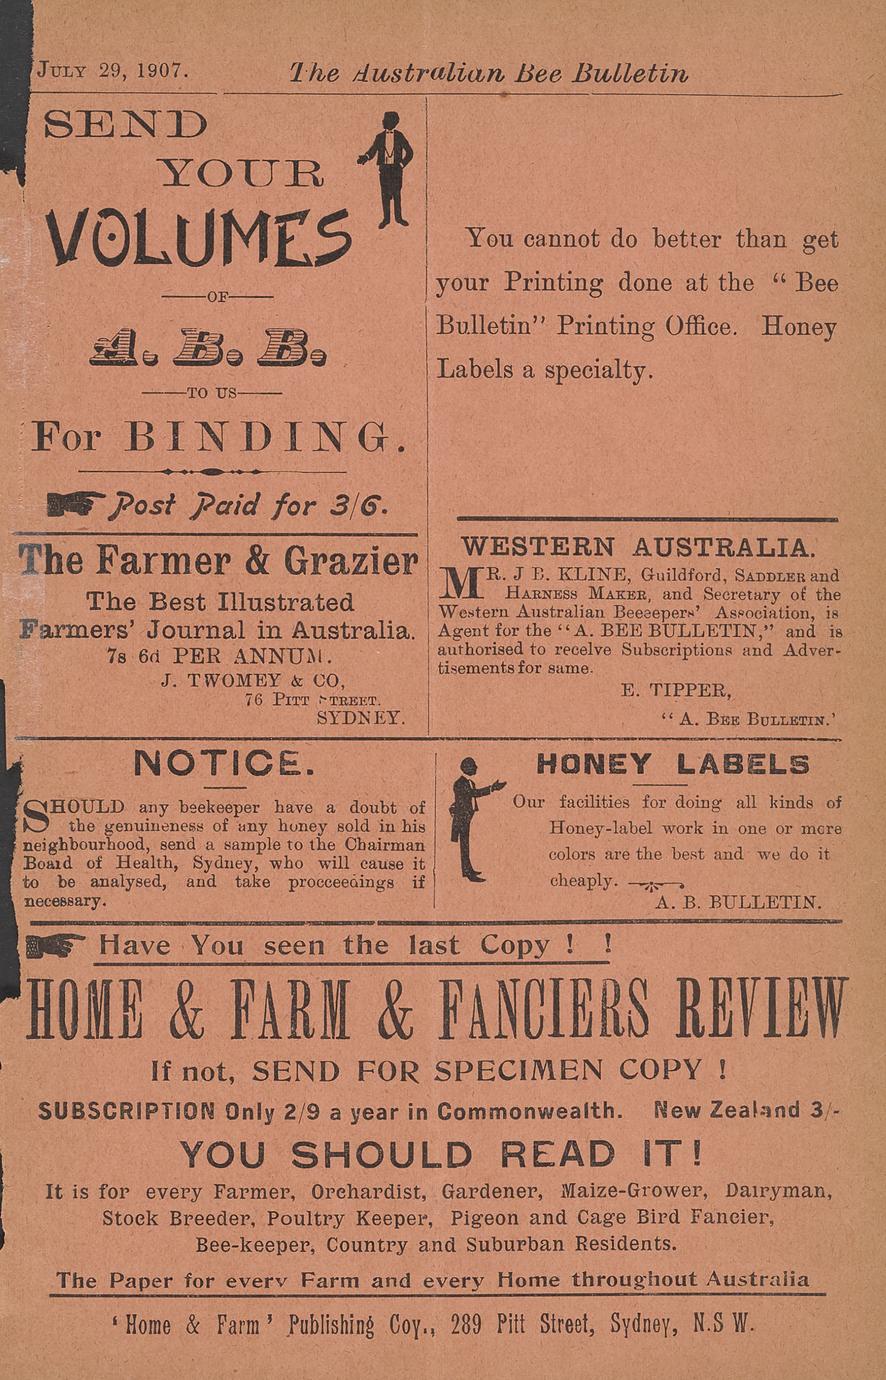 JULY 29, 1907.
The Australian Bee Bulletin
SEND
YOUR
VOLUMES
OF
A. B. B.
TO US
For BINDING.
Post Paid for 3/6.
You cannot do better than get
your Printing done at the “ Bee
Bulletin” Printing Office. Honey
Labels a specialty.
The Farmer & Grazier
The Best Illustrated
Farmers’ Journal in Australia.
7s 6d PER ANNUM.
J. TWOMEY & CO,
76 PITT STREET.
SYDNEY.
WESTERN AUSTRALIA.
MR. J B. KLINE, Guildford, SADDLER and
HARNESS MAKER, and Secretary of the
Western Australian Beeeepers’ Association, is
Agent for the “A. BEE BULLETIN,” and is
authorised to receive Subscriptions and Adver-
tisements for same.
E. TIPPER,
“ A. BEE BULLETIN.’
NOTICE.
SHOULD any beekeeper have a doubt of
the genuineness of any honey sold in his
neighbourhood, send a sample to the Chairman
Board of Health, Sydney, who will cause it
to be analysed, and take procceedings if
necessary.
HONEY LABELS
Our facilities for doing all kinds of
Honey-label work in one or more
colors are the best and we do it
cheaply.
A. B. BULLETIN.
Have You seen the last Copy ! !
HOME & FARM & FANCIERS REVIEW
If not, SEND FOR SPECIMEN COPY !
SUBSCRIPTION Only 2/9 a year in Commonwealth. New Zealand 3/-
YOU SHOULD READ IT!
It is for every Farmer, Orchardist, Gardener, Maize-Grower, Dairyman,
Stock Breeder, Poultry Keeper, Pigeon and Cage Bird Fancier,
Bee-keeper, Country and Suburban Residents.
The Paper for every Farm and every Home throughout Australia
‘ Home & Farm ’ Publishing Coy., 289 Pitt Street, Sydney, N.S W.